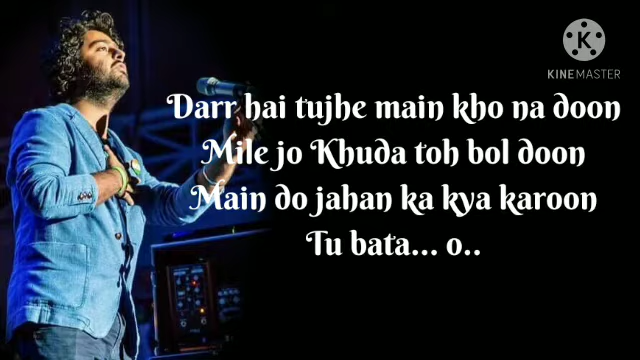 K
KINEMASTER
Darr hai tujhe main kho na doon
Mile jo Khuda toh bol doon
Main do jahan ka kya karoon
Tu bata... o..